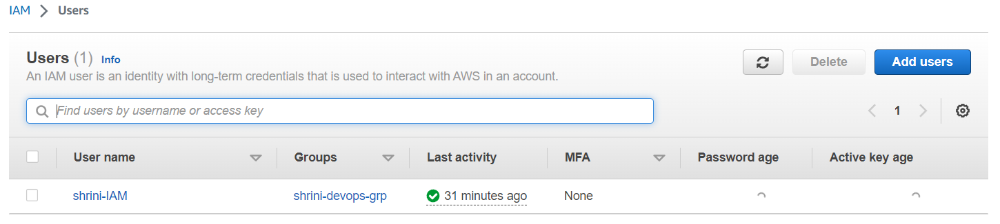 IAM > Users
Users (1) Info
Delete
Add users
An IAM user is an identity with long-term credentials that is used to interact with AWS in an account.
Find users by username or access key
1
User name Groups Last activity MFA Password age Active key age
shrini-IAM shrini-devops-grp 31 minutes ago None